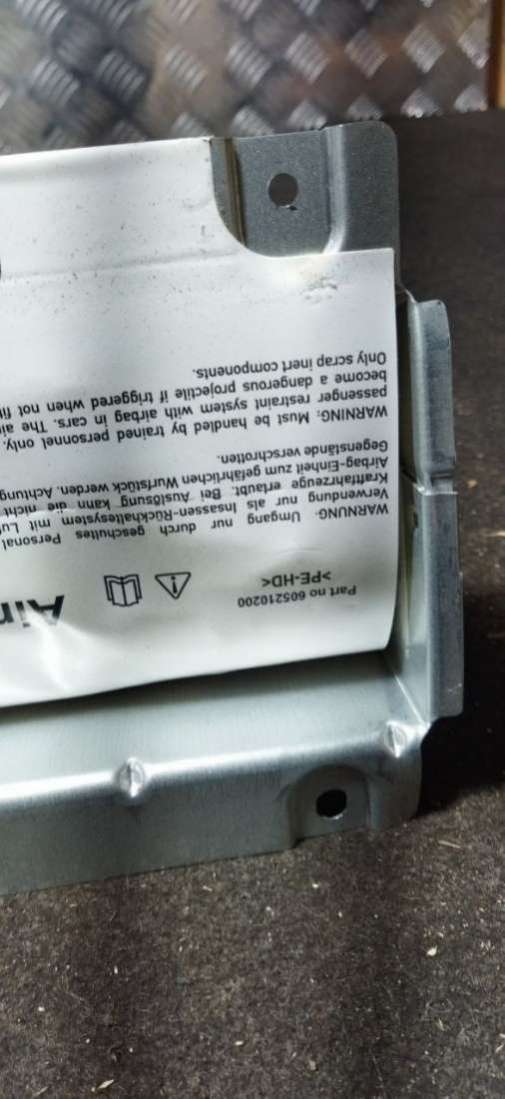 Part no 605210200
>PE-HD<
Air
WARNUNG: Umgang nur durch geschultes Personal
Verwendung nur als Insassen-Rückhaltesystem mit Luf
Kraftfahrzeuge erlaubt. Bei Auslösung kann die nicht
Airbag-Einheit zum gefährlichen Wurfstück werden. Achtung
Gegenstände verschrotten.
WARNING: Must be handled by trained personnel only.
passenger restraint system with airbag in cars. The air
become a dangerous projectile if triggered when not fi
Only scrap inert components.